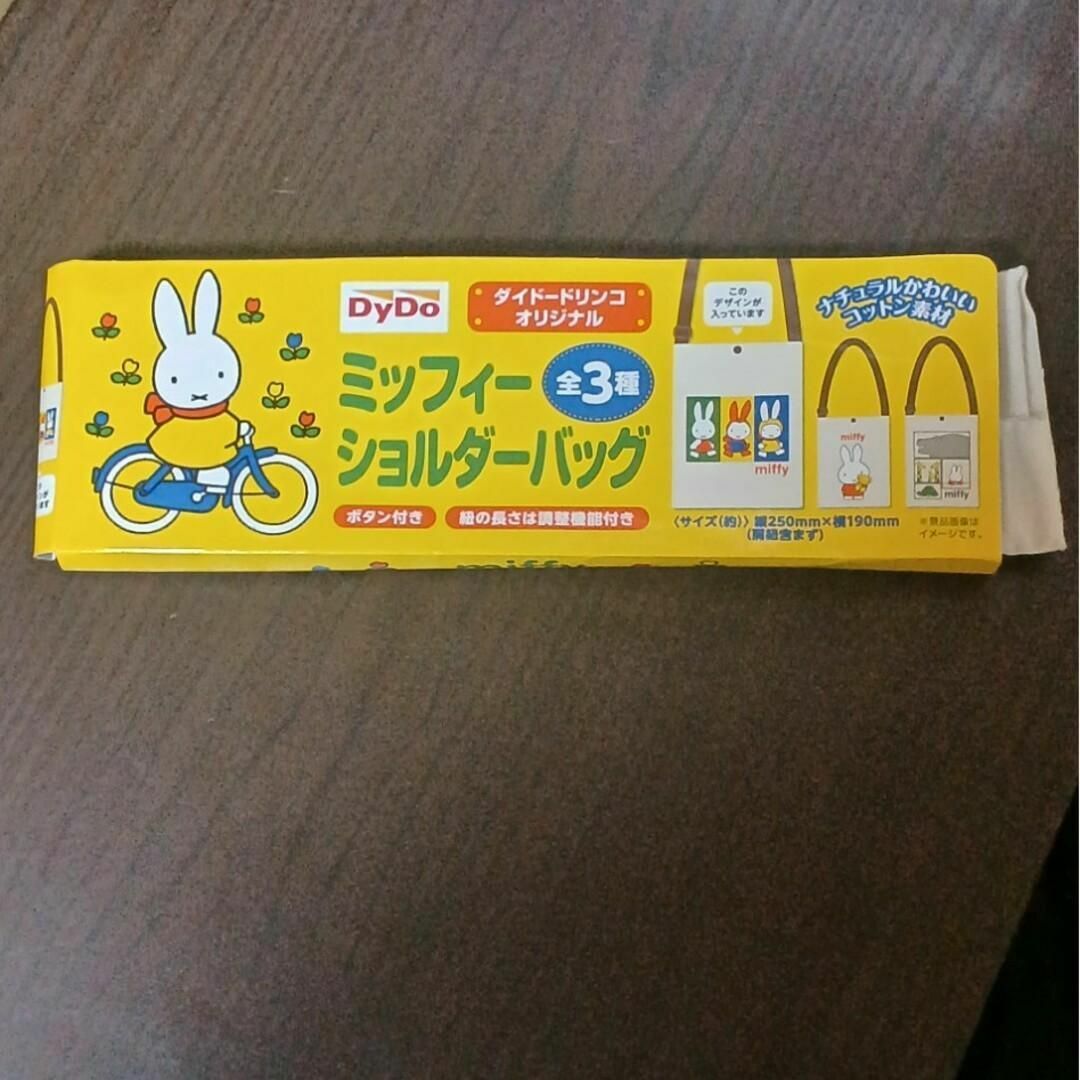 DyDo
ダイドードリンコ
オリジナル
ミッフィー
全3種
ショルダーバッグ
ボタン付き
紐の長さは調整機能付き
この
デザインが
入っています
ナチュラルかわいい
コットン素材
miffy
miffy
miffy
〈サイズ(約)〉縦250mm×横190mm
(肩紐含まず)
※景品画像は
イメージです。
miffy